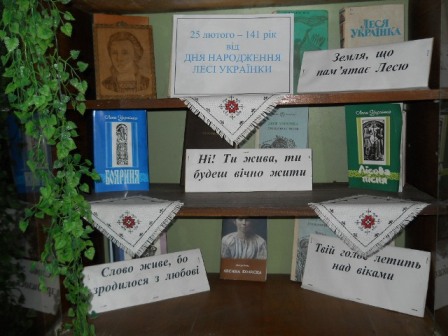 25 лютого – 141 рік
від
ДНЯ НАРОДЖЕННЯ
ЛЕСІ УКРАЇНКИ
ЛЕСЯ
УКРАЇНКА
Земля, що
пам'ятає Лесю
Леся Українка
БОЯРИНЯ
Леся Українка
Лісова
пісня
Ні! Ти жива, ти
будеш вічно жити
Слово живе, бо
зродилося з любові
Твій голос летить
над віками